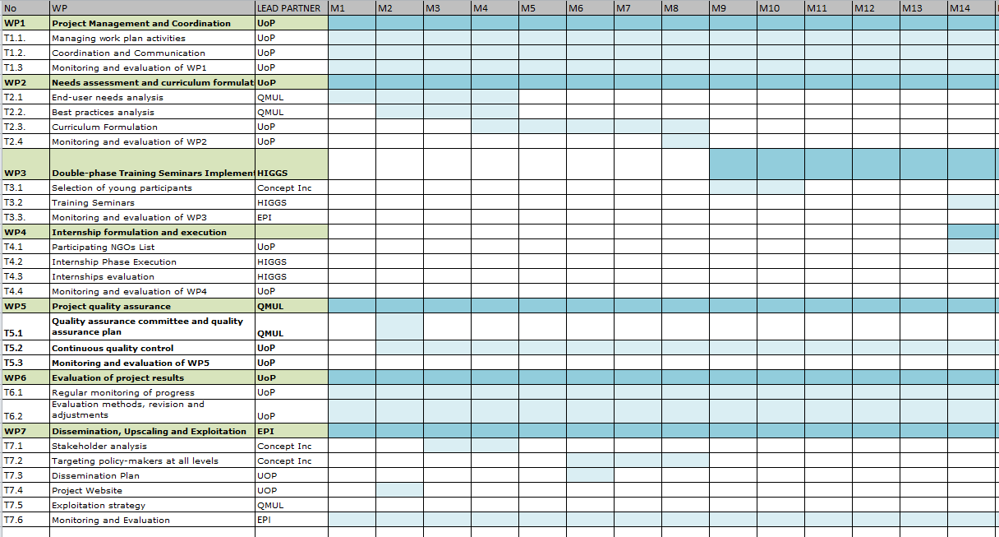 No WP LEAD PARTNER M1 M2 M3 M4 M5 M6 M7 M8 M9 M10 M11 M12 M13 M14
WP1 Project Management and Coordination UoP
T1.1. Managing work plan activities UoP
T1.2. Coordination and Communication UoP
T1.3 Monitoring and evaluation of WP1 UoP
WP2 Needs assessment and curriculum formulat UoP
T2.1 End-user needs analysis QMUL
T2.2. Best practices analysis QMUL
T2.3. Curriculum Formulation UoP
T2.4 Monitoring and evaluation of WP2 UoP
WP3 Double-phase Training Seminars Implement HIGGS
T3.1 Selection of young participants Concept Inc
T3.2 Training Seminars HIGGS
T3.3. Monitoring and evaluation of WP3 EPI
WP4 Internship formulation and execution
T4.1 Participating NGOs List UoP
T4.2 Internship Phase Execution HIGGS
T4.3 Internships evaluation HIGGS
T4.4 Monitoring and evaluation of WP4 UoP
WP5 Project quality assurance QMUL
Quality assurance committee and quality
T5.1 assurance plan QMUL
T5.2 Continuous quality control UoP
T5.3 Monitoring and evaluation of WP5 UoP
WP6 Evaluation of project results UoP
T6.1 Regular monitoring of progress UoP
Evaluation methods, revision and
T6.2 adjustments UoP
WP7 Dissemination, Upscaling and Exploitation EPI
T7.1 Stakeholder analysis Concept Inc
T7.2 Targeting policy-makers at all levels Concept Inc
T7.3 Dissemination Plan UOP
T7.4 Project Website UOP
T7.5 Exploitation strategy QMUL
T7.6 Monitoring and Evaluation EPI